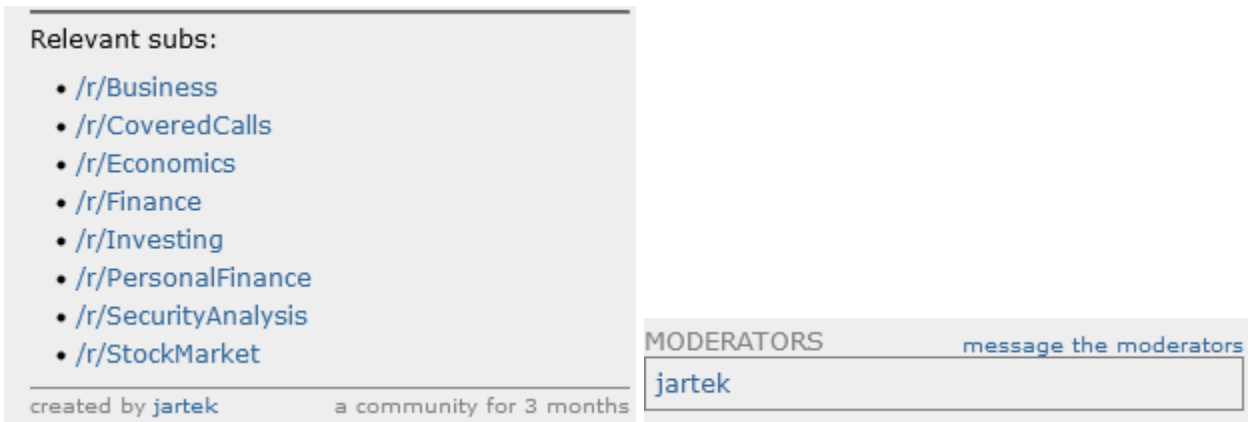 Relevant subs:
• /r/Business
• /r/CoveredCalls
• /r/Economics
• /r/Finance
• /r/Investing
• /r/PersonalFinance
• /r/SecurityAnalysis
• /r/StockMarket
created by jartek a community for 3 months
MODERATORS message the moderators
jartek